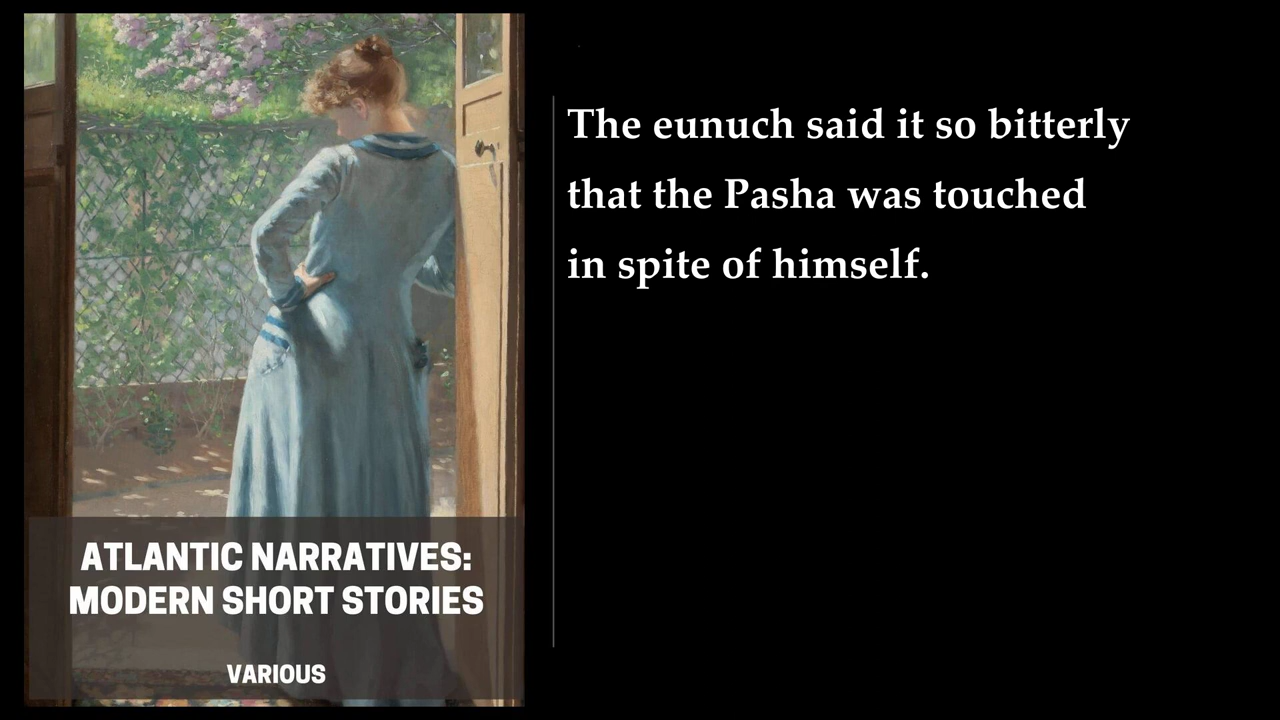 The eunuch said it so bitterly
that the Pasha was touched
in spite of himself.
ATLANTIC NARRATIVES:
MODERN SHORT STORIES
VARIOUS